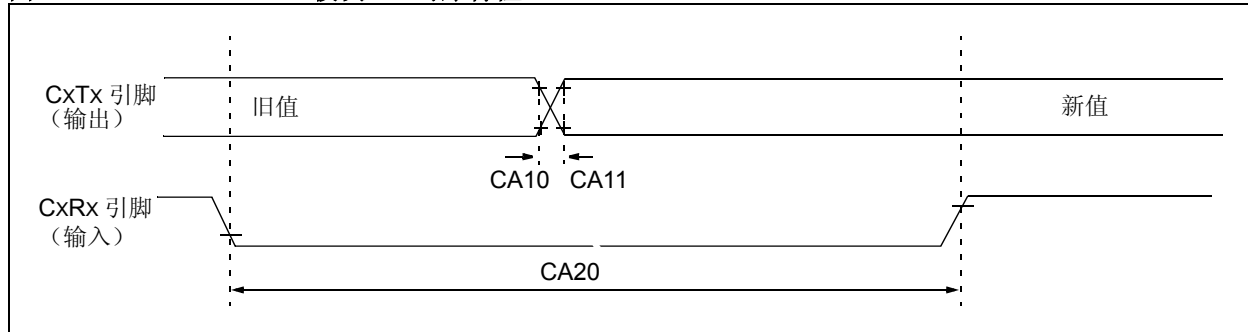 CxTx 引脚
（输出）
旧值
新值
CA10
CA11
CxRx 引脚
（输入）
CA20